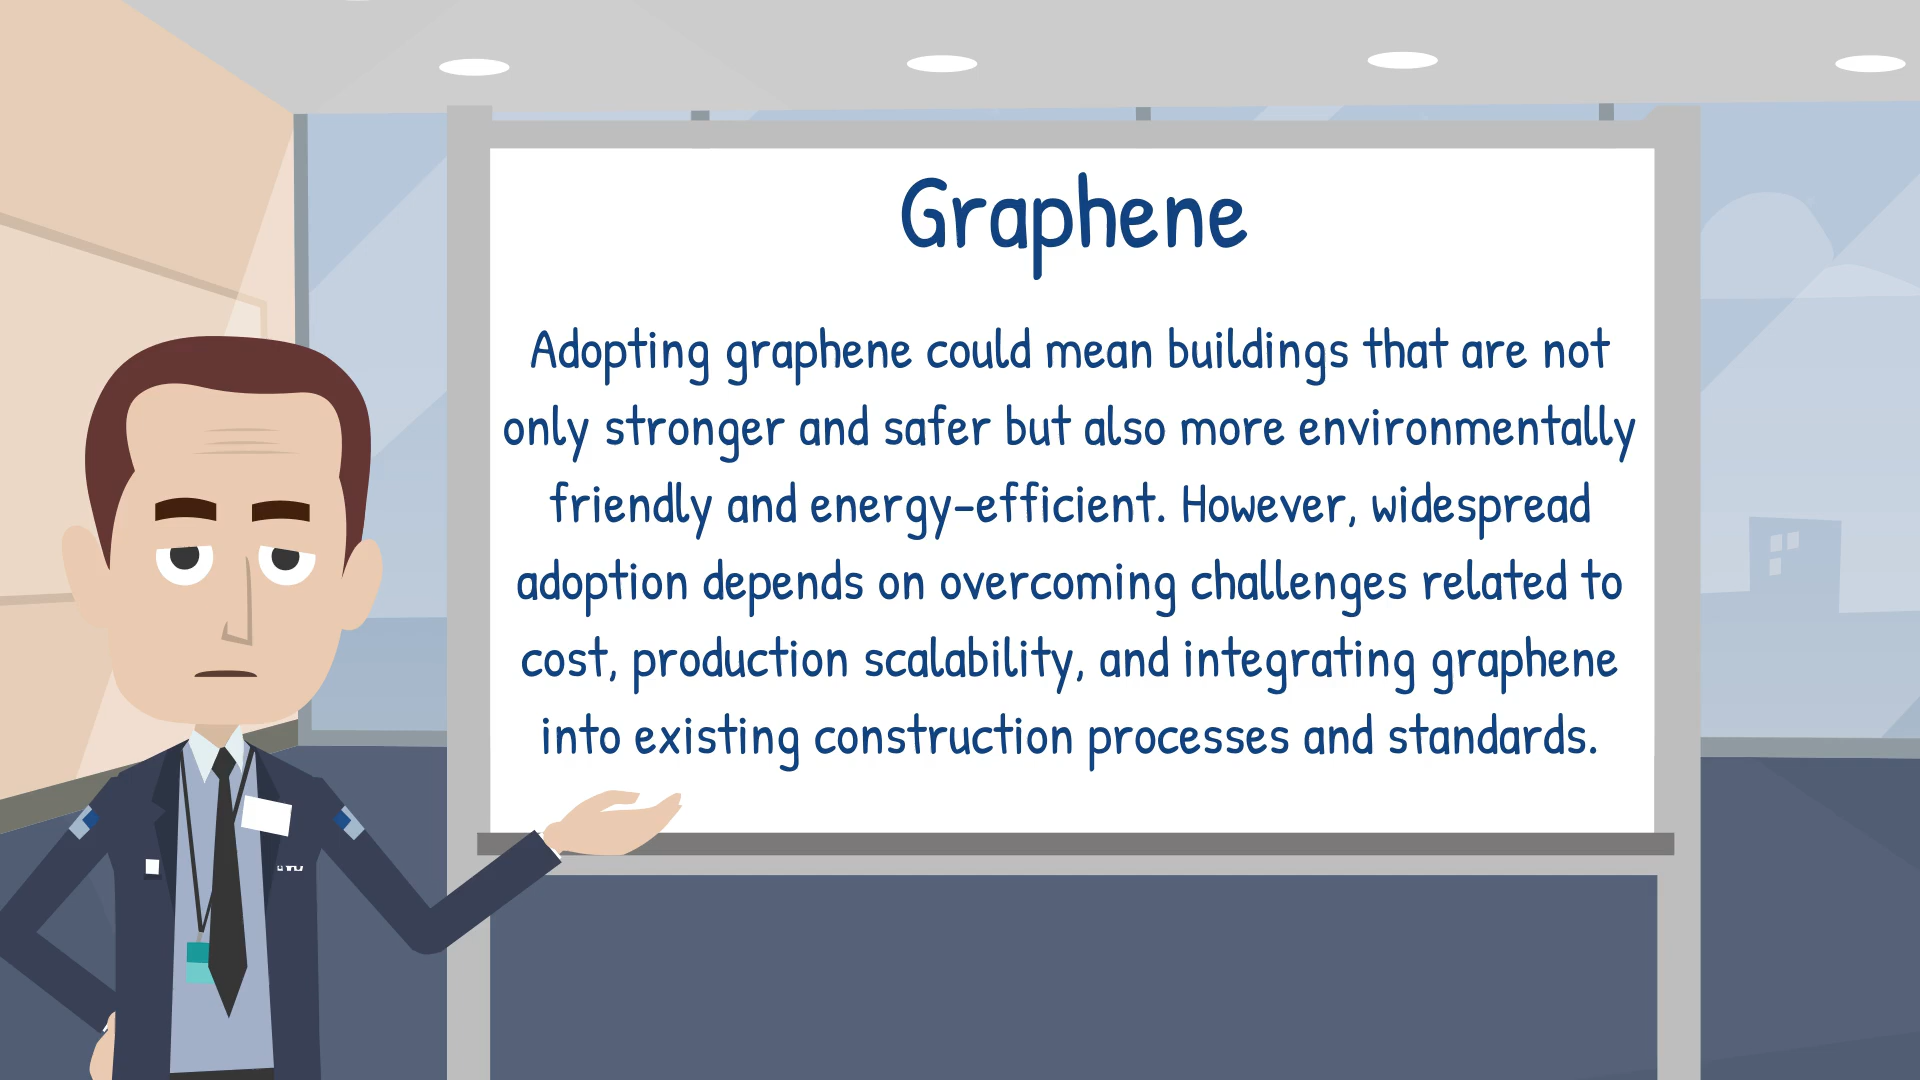 Graphene
Adopting graphene could mean buildings that are not
only stronger and safer but also more environmentally
friendly and energy-efficient. However, widespread
adoption depends on overcoming challenges related to
cost, production scalability, and integrating graphene
into existing construction processes and standards.